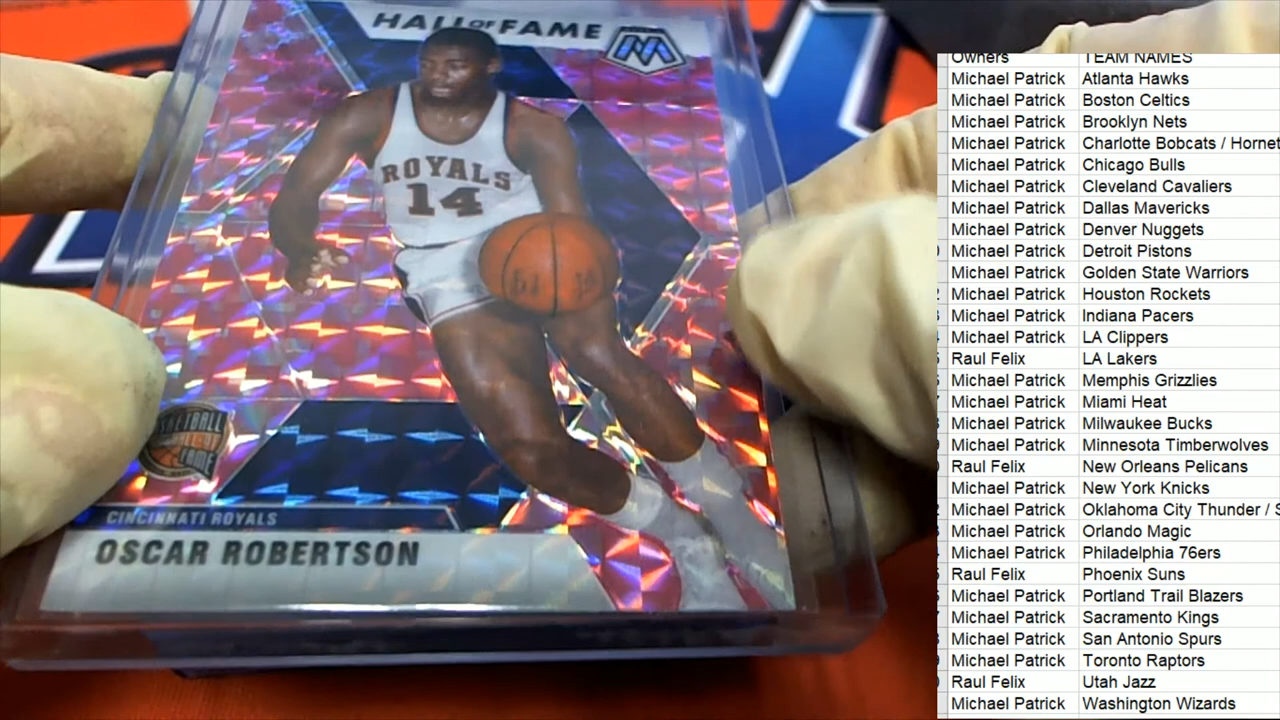 HALL OF FAME
M
ROYALS
14
BASKETBALL
HALL OF FAME
CINCINNATI ROYALS
OSCAR ROBERTSON
Owners TEAM NAMES
Michael Patrick Atlanta Hawks
Michael Patrick Boston Celtics
Michael Patrick Brooklyn Nets
Michael Patrick Charlotte Bobcats / Hornet
Michael Patrick Chicago Bulls
Michael Patrick Cleveland Cavaliers
Michael Patrick Dallas Mavericks
Michael Patrick Denver Nuggets
Michael Patrick Detroit Pistons
Michael Patrick Golden State Warriors
Michael Patrick Houston Rockets
Michael Patrick Indiana Pacers
Michael Patrick LA Clippers
Raul Felix LA Lakers
Michael Patrick Memphis Grizzlies
Michael Patrick Miami Heat
Michael Patrick Milwaukee Bucks
Michael Patrick Minnesota Timberwolves
Raul Felix New Orleans Pelicans
Michael Patrick New York Knicks
Michael Patrick Oklahoma City Thunder / S
Michael Patrick Orlando Magic
Michael Patrick Philadelphia 76ers
Raul Felix Phoenix Suns
Michael Patrick Portland Trail Blazers
Michael Patrick Sacramento Kings
Michael Patrick San Antonio Spurs
Michael Patrick Toronto Raptors
Raul Felix Utah Jazz
Michael Patrick Washington Wizards